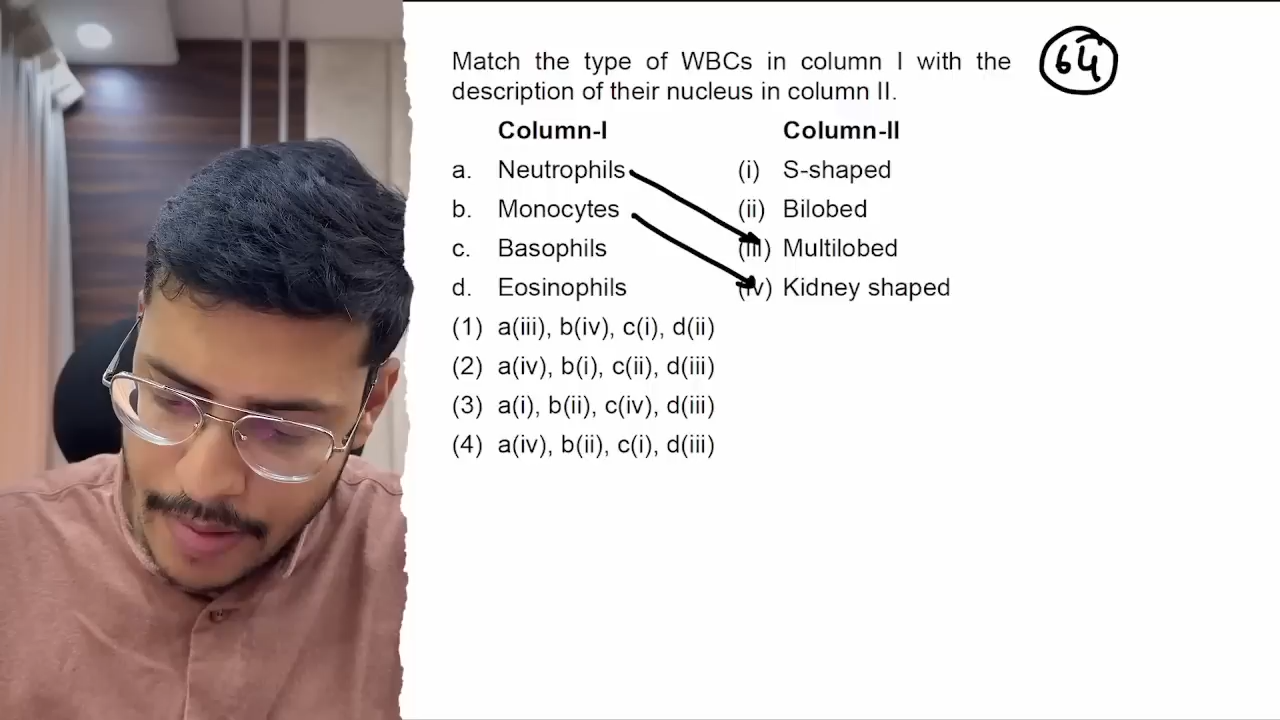 Match the type of WBCs in column I with the
description of their nucleus in column II.
64
Column-I Column-II
a. Neutrophils (i) S-shaped
b. Monocytes (ii) Bilobed
c. Basophils (iii) Multilobed
d. Eosinophils (iv) Kidney shaped
(1) a(iii), b(iv), c(i), d(ii)
(2) a(iv), b(i), c(ii), d(iii)
(3) a(i), b(ii), c(iv), d(iii)
(4) a(iv), b(ii), c(i), d(iii)